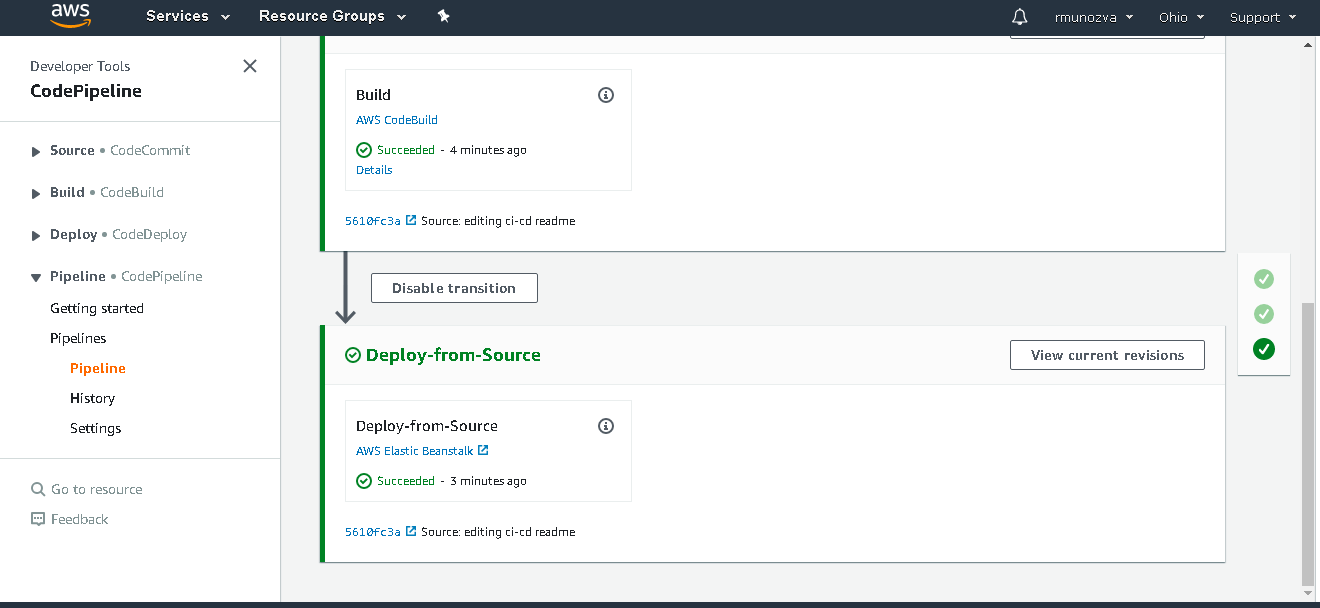 aws
Services
Resource Groups
rmunozva
Ohio
Support
Developer Tools
CodePipeline
Source • CodeCommit
Build • CodeBuild
Deploy • CodeDeploy
Pipeline • CodePipeline
Getting started
Pipelines
Pipeline
History
Settings
Go to resource
Feedback
Build
AWS CodeBuild
Succeeded - 4 minutes ago
Details
5610fc3a Source: editing ci-cd readme
Disable transition
Deploy-from-Source
View current revisions
Deploy-from-Source
AWS Elastic Beanstalk
Succeeded - 3 minutes ago
5610fc3a Source: editing ci-cd readme